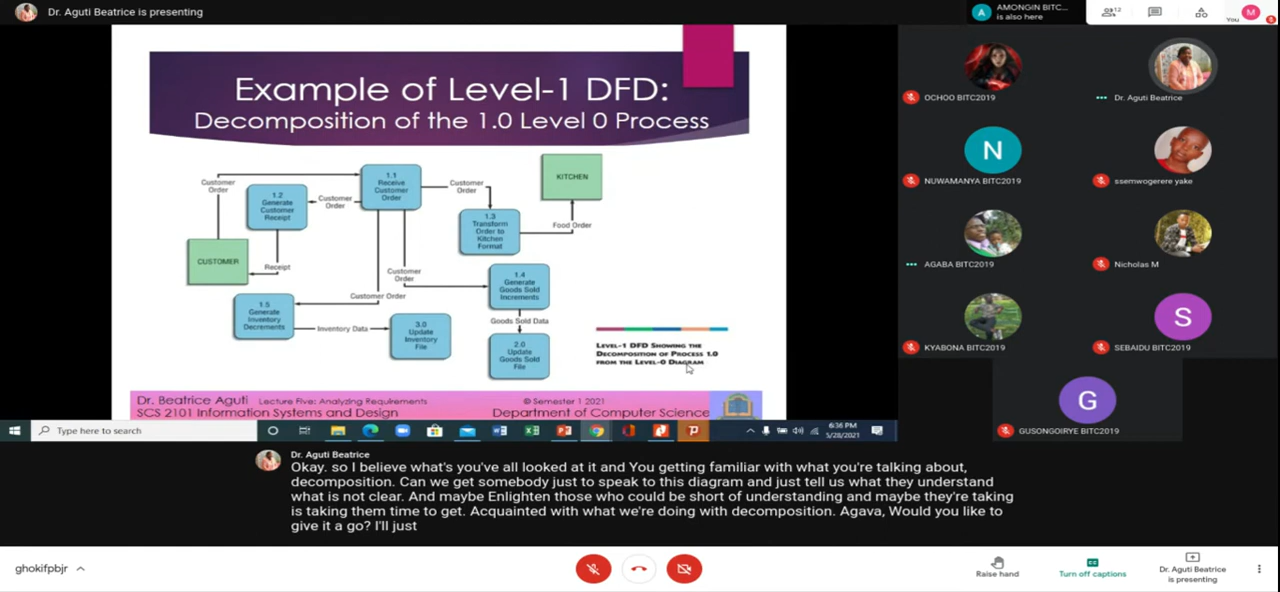 Dr. Aguti Beatrice is presenting
AMONGIN BITC...
is also here
12
You
M
Example of Level-1 DFD:
Decomposition of the 1.0 Level 0 Process
Customer
Order
1.2
Generate
Customer
Receipt
Customer
Order
1.1
Receive
Customer
Order
Customer
Order
KITCHEN
1.3
Transform
Order to
Kitchen
Format
Food Order
CUSTOMER
Receipt
Customer
Order
1.4
Generate
Goods Sold
Increments
Customer Order
1.5
Generate
Inventory
Decrements
Inventory Data
3.0
Update
Inventory
File
Goods Sold Data
2.0
Update
Goods Sold
File
LEVEL-1 DFD SHOWING THE
DECOMPOSITION OF PROCESS 1.0
FROM THE LEVEL-0 DIAGRAM
Dr. Beatrice Aguti Lecture Five: Analyzing Requirements © Semester 1 2021
SCS 2101 Information Systems and Design Department of Computer Science
OCHOO BITC2019
Dr. Aguti Beatrice
N
NUWAMANYA BITC2019
ssemwogerere yake
AGABA BITC2019
Nicholas M
KYABONA BITC2019
S
SEBAIDU BITC2019
G
GUSONGOIRYE BITC2019
Type here to search
6:36 PM
5/28/2021
Dr. Aguti Beatrice
Okay. so I believe what's you've all looked at it and You getting familiar with what you're talking about,
decomposition. Can we get somebody just to speak to this diagram and just tell us what they understand
what is not clear. And maybe Enlighten those who could be short of understanding and maybe they're taking
is taking them time to get. Acquainted with what we're doing with decomposition. Agava, Would you like to
give it a go? I'll just
ghokifpbjr
Raise hand
Turn off captions
Dr. Aguti Beatrice
is presenting